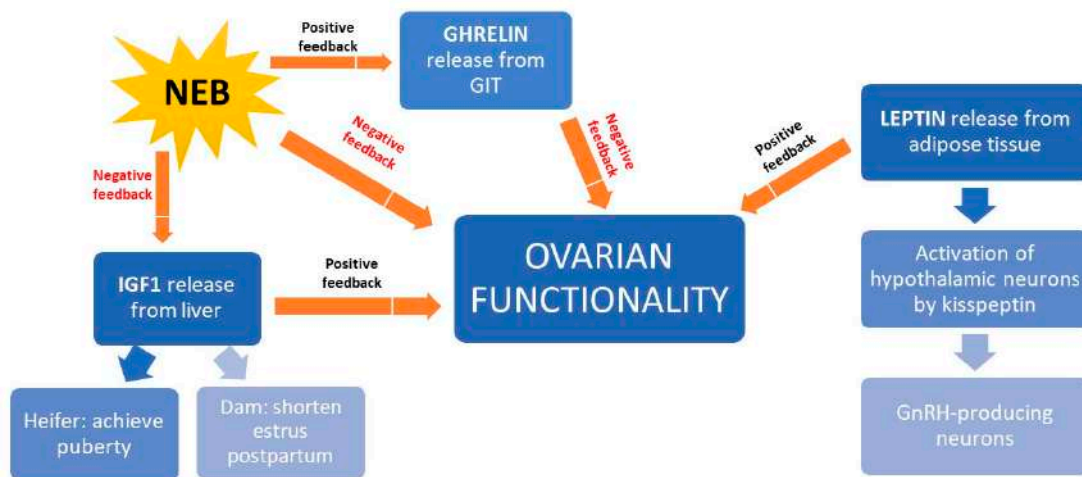 NEB
Positive
feedback
GHRELIN
release from
GIT
Negative
feedback
Negative
feedback
Positive
feedback
LEPTIN release from
adipose tissue
Negative
feedback
OVARIAN
FUNCTIONALITY
Activation of
hypothalamic neurons
by kisspeptin
IGF1 release
from liver
Positive
feedback
Heifer: achieve
puberty
Dam: shorten
estrus
postpartum
GnRH-producing
neurons